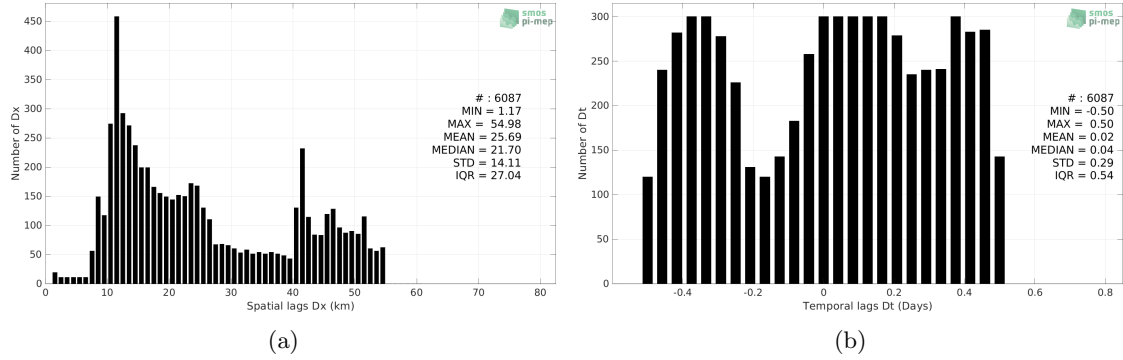 smos
pi-mep
450
400
350
300
250
200
150
100
50
0
Number of Dx
# : 6087
MIN = 1.17
MAX = 54.98
MEAN = 25.69
MEDIAN = 21.70
STD = 14.11
IQR = 27.04
0 10 20 30 40 50 60 70 80
Spatial lags Dx (km)
(a)
smos
pi-mep
300
250
200
150
100
50
0
Number of Dt
# : 6087
MIN = -0.50
MAX = 0.50
MEAN = 0.02
MEDIAN = 0.04
STD = 0.29
IQR = 0.54
-0.4 -0.2 0 0.2 0.4 0.6 0.8
Temporal lags Dt (Days)
(b)